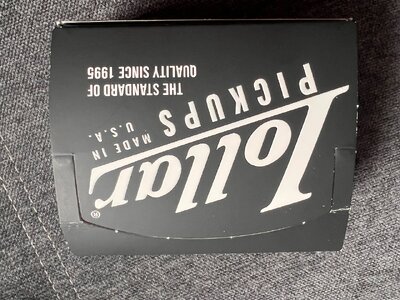 Lollar®
MADE IN
U.S.A.
PICKUPS
THE STANDARD OF
QUALITY SINCE 1995